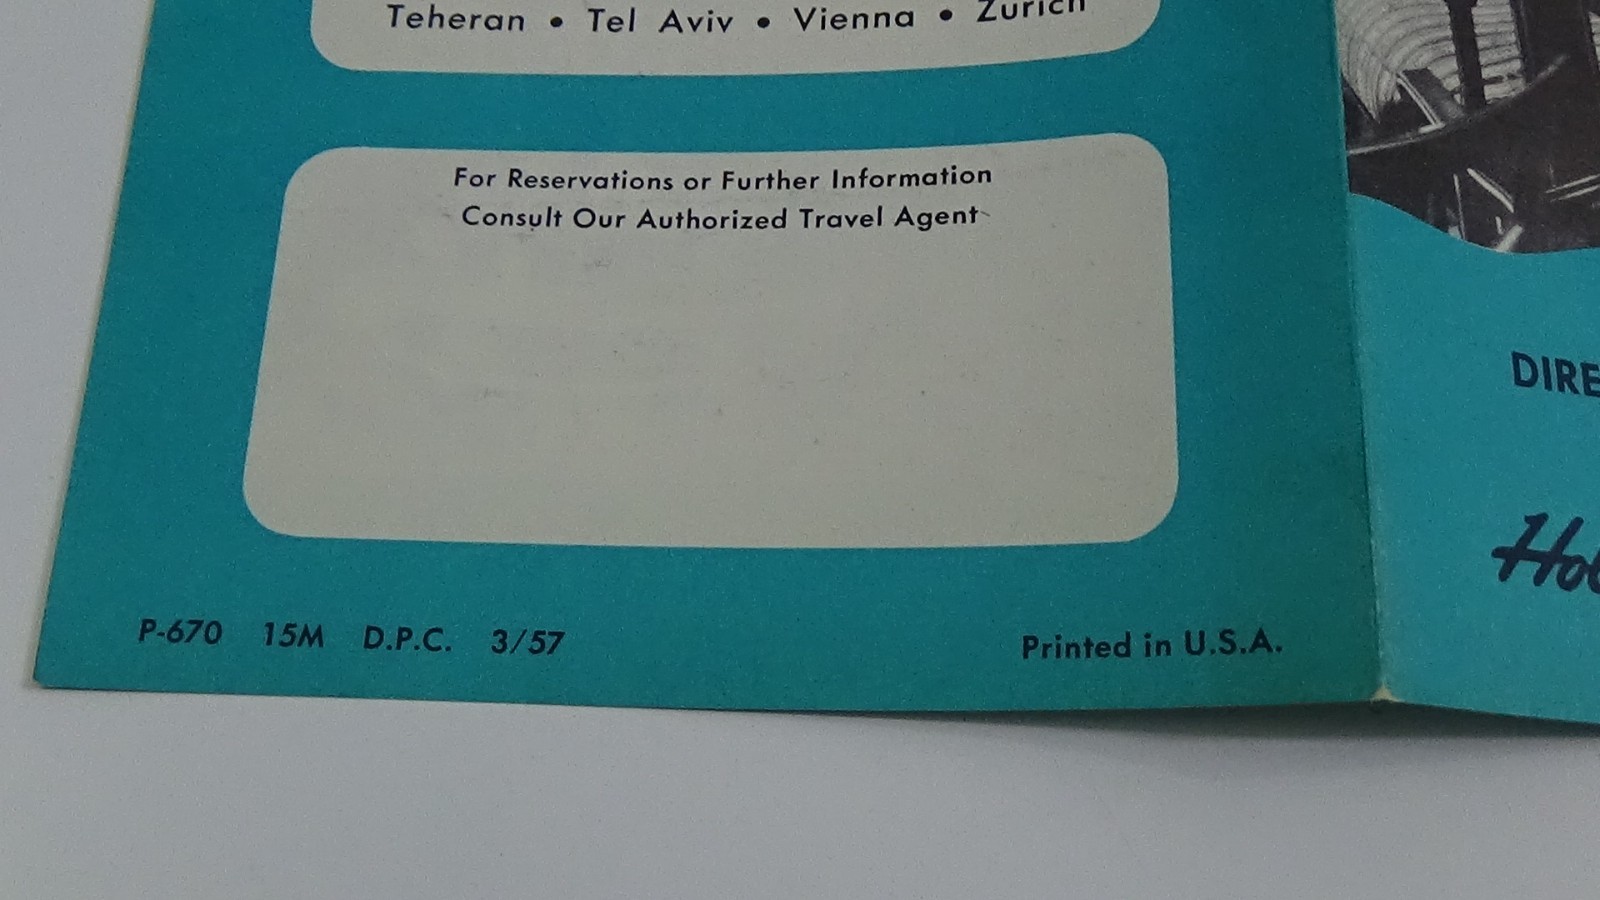 Teheran • Tel Aviv • Vienna • Zurich
For Reservations or Further Information
Consult Our Authorized Travel Agent
P-670 15M D.P.C. 3/57
Printed in U.S.A.
DIRE
Ho